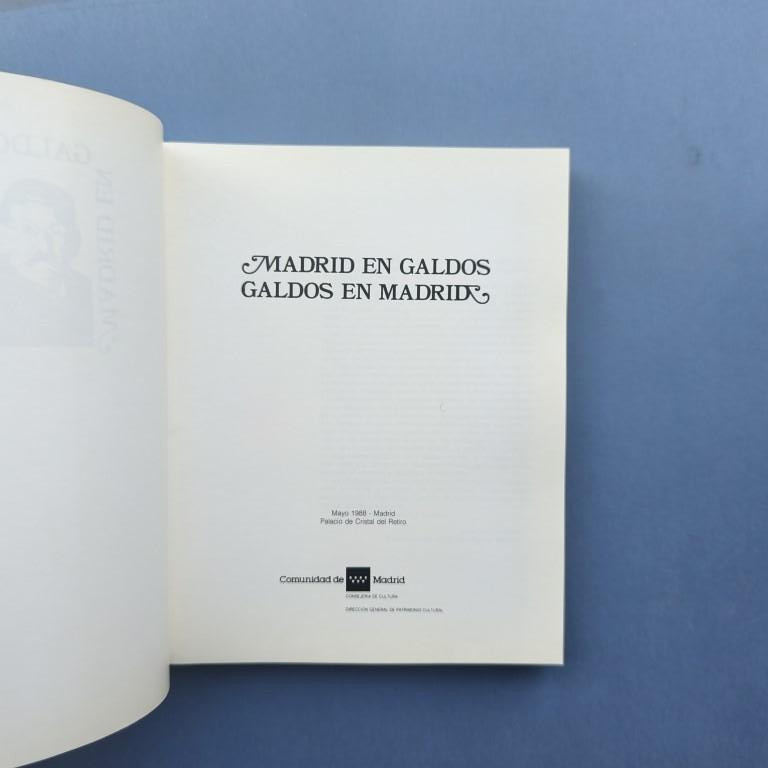 MADRID EN GALDOS
GALDOS EN MADRID
Mayo 1988 - Madrid
Palacio de Cristal del Retiro
Comunidad de Madrid
CONSEJERIA DE CULTURA
DIRECCION GENERAL DE PATRIMONIO CULTURAL